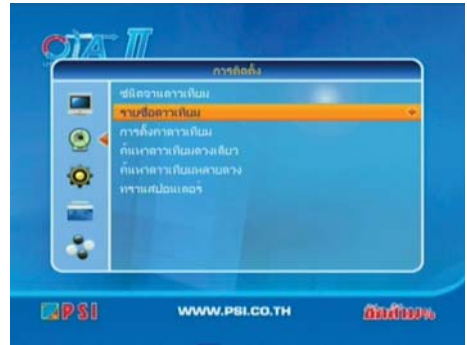 OTA II
การติดตั้ง
ชนิดจานดาวเทียม
รายชื่อดาวเทียม
การตั้งค่าดาวเทียม
ค้นหาดาวเทียมดวงเดียว
ค้นหาดาวเทียมหลายดวง
ทรานสปอนเดอร์
PSI
WWW.PSI.CO.TH